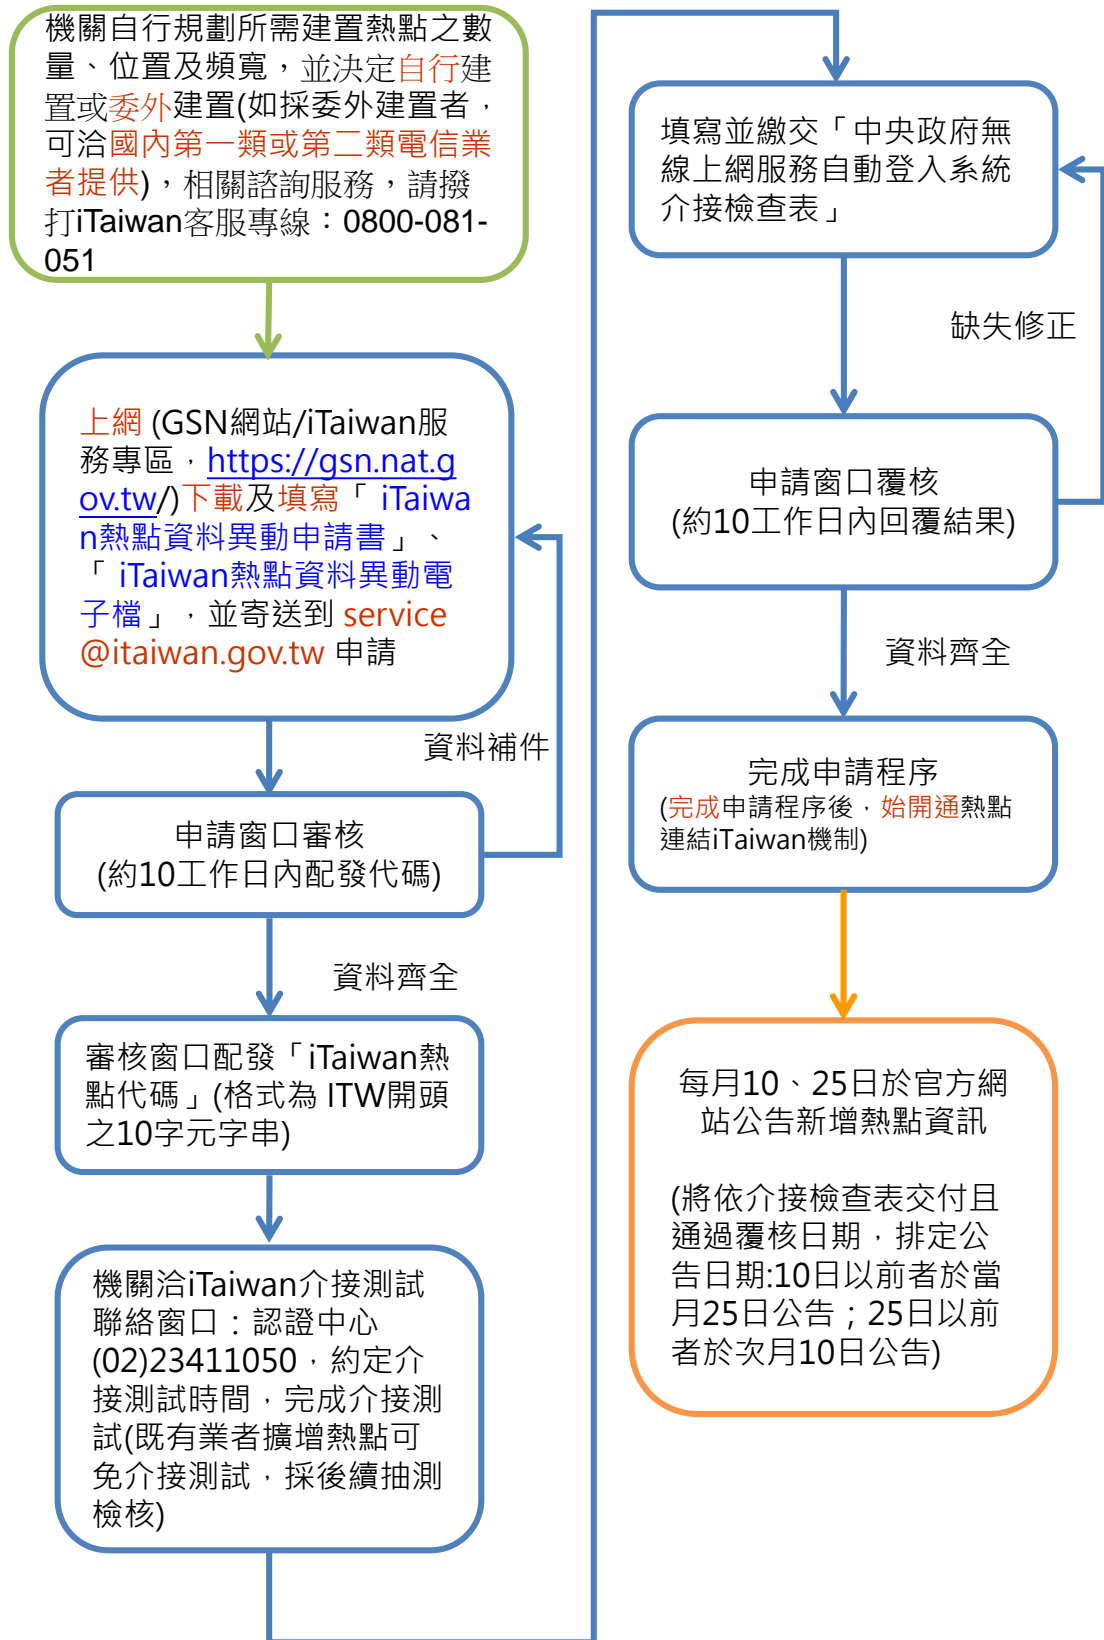 機關自行規劃所需建置熱點之數
量、位置及頻寬，並決定自行建
置或委外建置(如採委外建置者，
可洽國內第一類或第二類電信業
者提供)，相關諮詢服務，請撥
打iTaiwan客服專線：0800-081-
051
上網 (GSN網站/iTaiwan服
務專區，https://gsn.nat.g
ov.tw/)下載及填寫「 iTaiwa
n熱點資料異動申請書」、
「 iTaiwan熱點資料異動電
子檔」，並寄送到 service
@itaiwan.gov.tw 申請
資料補件
申請窗口審核
(約10工作日內配發代碼)
資料齊全
審核窗口配發「iTaiwan熱
點代碼」(格式為 ITW開頭
之10字元字串)
機關洽iTaiwan介接測試
聯絡窗口：認證中心
(02)23411050，約定介
接測試時間，完成介接測
試(既有業者擴增熱點可
免介接測試，採後續抽測
檢核)
填寫並繳交「中央政府無
線上網服務自動登入系統
介接檢查表」
缺失修正
申請窗口覆核
(約10工作日內回覆結果)
資料齊全
完成申請程序
(完成申請程序後，始開通熱點
連結iTaiwan機制)
每月10、25日於官方網
站公告新增熱點資訊
(將依介接檢查表交付且
通過覆核日期，排定公
告日期:10日以前者於當
月25日公告；25日以前
者於次月10日公告)